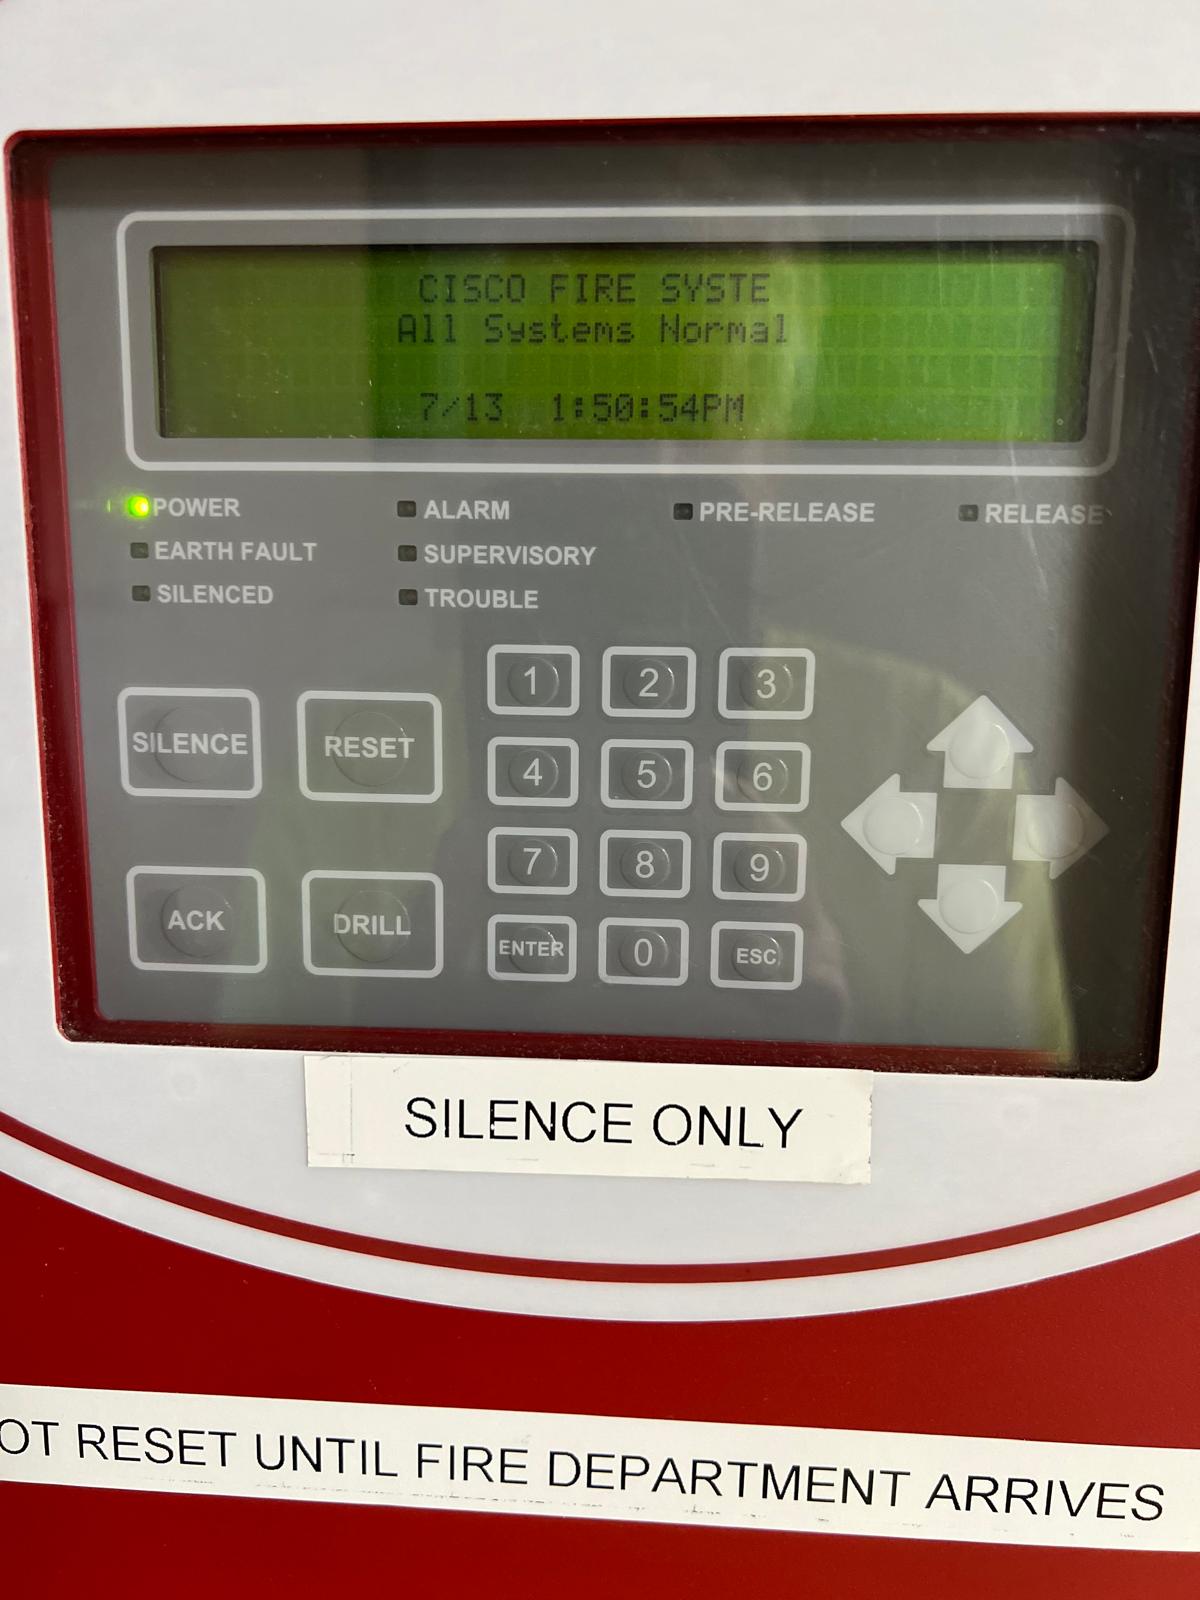 CISCO FIRE SYSTE
All Systems Normal
7/13 1:50:54PM
POWER ALARM PRE-RELEASE RELEASE
EARTH FAULT SUPERVISORY
SILENCED TROUBLE
1 2 3
SILENCE RESET
4 5 6
7 8 9
ACK DRILL
ENTER 0 ESC
SILENCE ONLY
OT RESET UNTIL FIRE DEPARTMENT ARRIVES